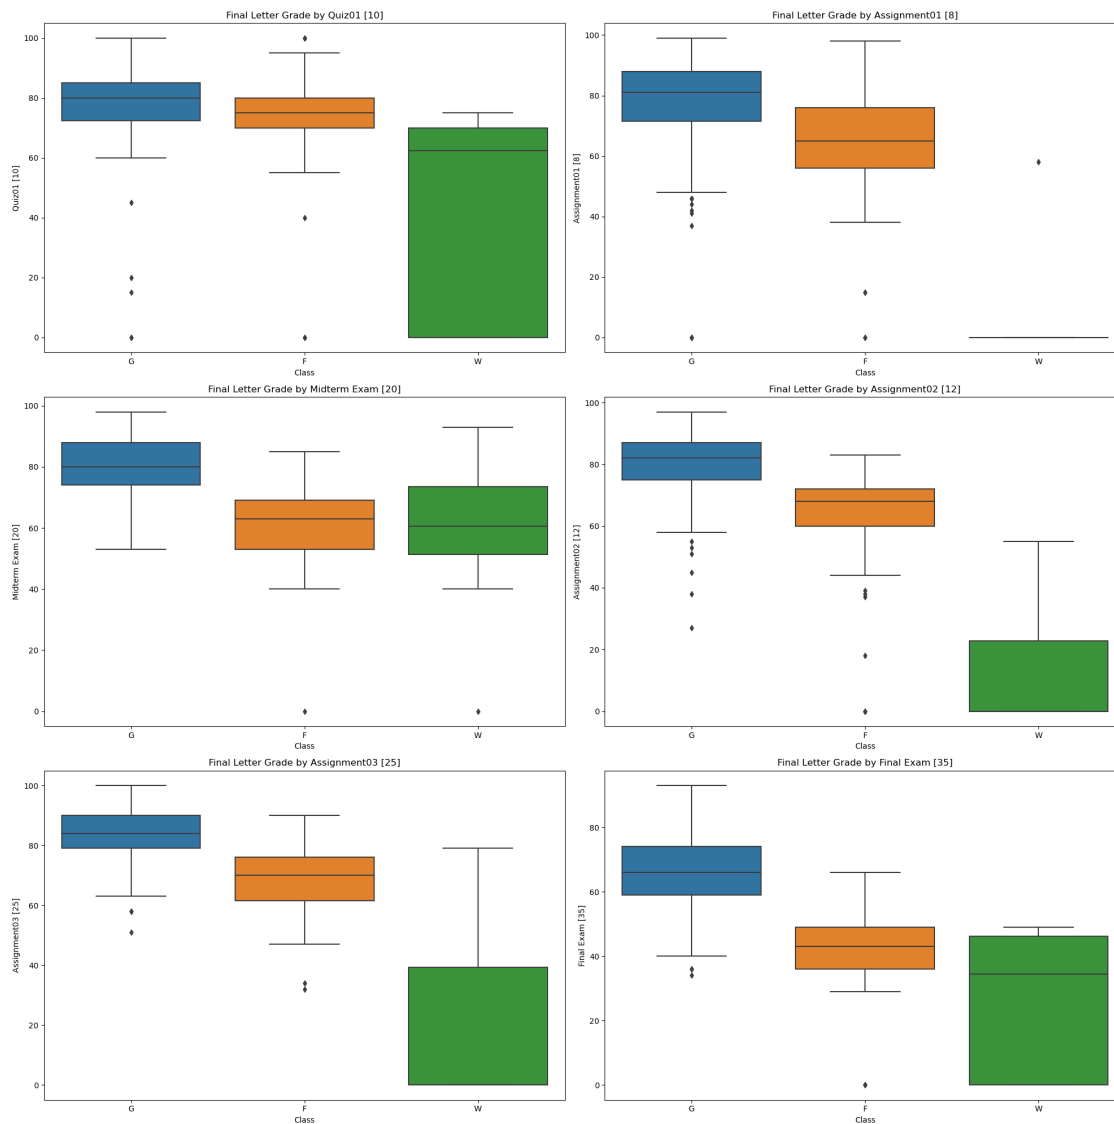 Final Letter Grade by Quiz01 [10]
Quiz01 [10]
100
80
60
40
20
0
G F W
Class
Final Letter Grade by Assignment01 [8]
Assignment01 [8]
100
80
60
40
20
0
G F W
Class
Final Letter Grade by Midterm Exam [20]
Midterm Exam [20]
100
80
60
40
20
0
G F W
Class
Final Letter Grade by Assignment02 [12]
Assignment02 [12]
100
80
60
40
20
0
G F W
Class
Final Letter Grade by Assignment03 [25]
Assignment03 [25]
100
80
60
40
20
0
G F W
Class
Final Letter Grade by Final Exam [35]
Final Exam [35]
80
60
40
20
0
G F W
Class